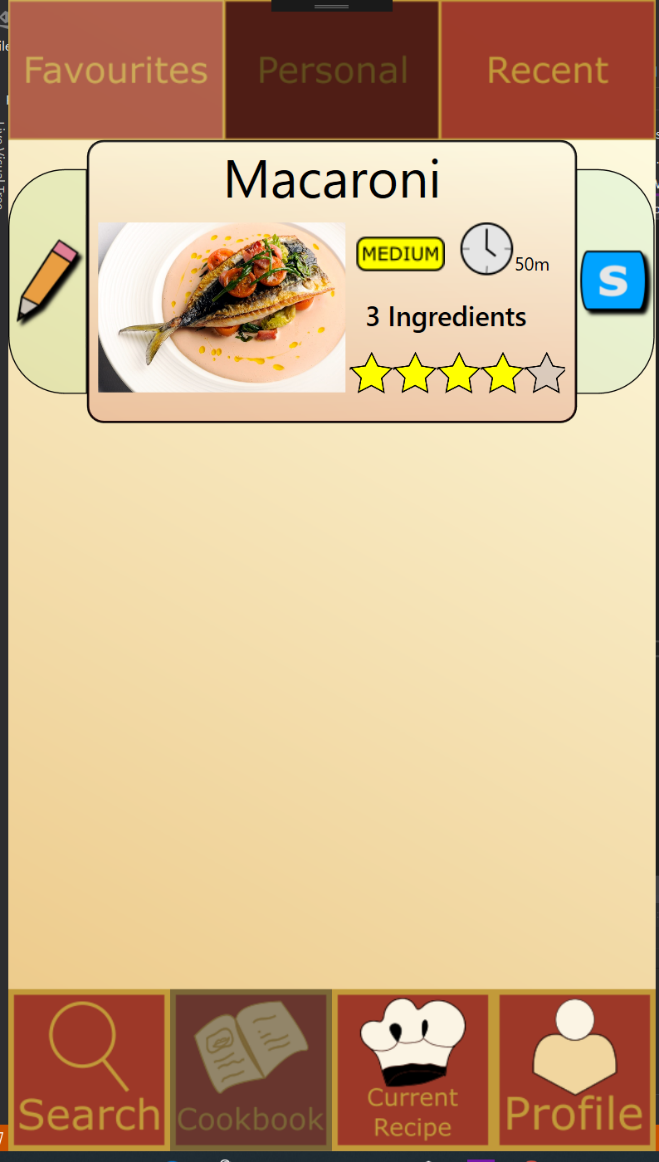 Favourites Personal Recent
Macaroni
MEDIUM
50m
S
3 Ingredients
Search
Cookbook
Current
Recipe
Profile